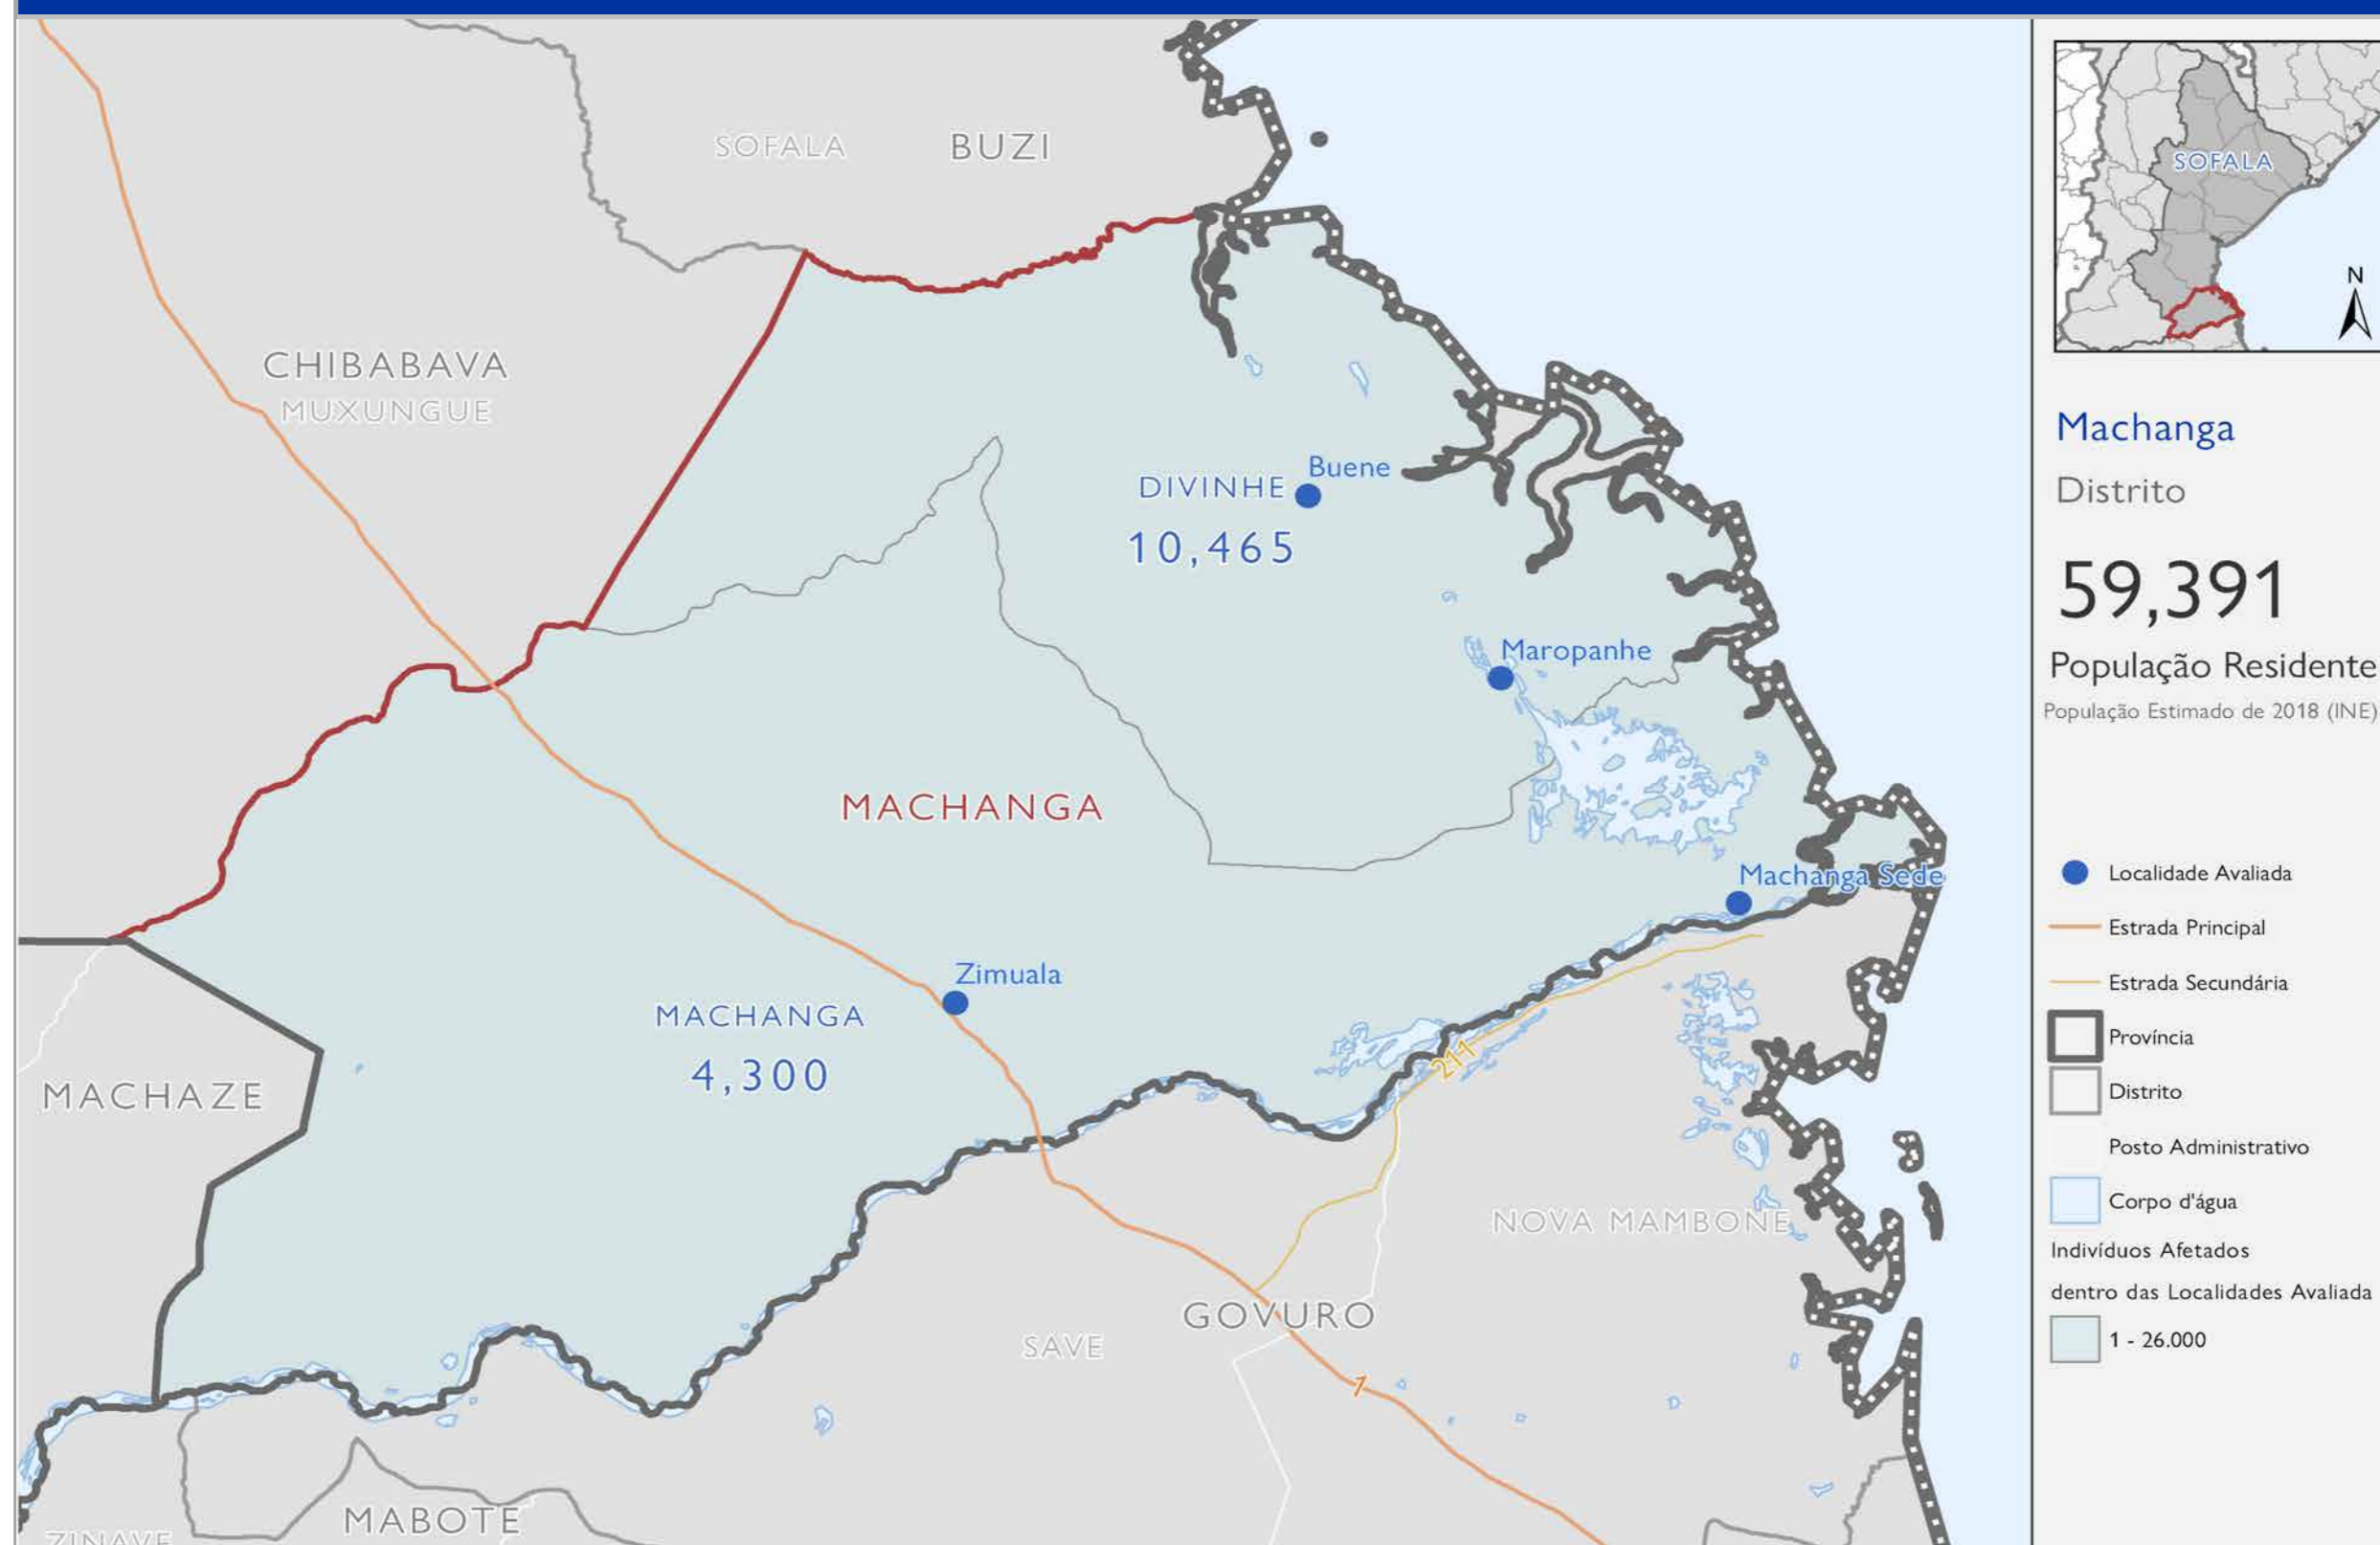 SOFALA
BUZI
CHIBABAVA
MUXUNGUE
DIVINHE
Buene
10,465
Maropanhe
MACHANGA
Machanga Sede
Zimuala
MACHANGA
4,300
MACHAZE
211
NOVA MAMBONE
GOVURO
SAVE
1
MABOTE
ZINAVE
SOFALA
N
Machanga
Distrito
59,391
População Residente
População Estimado de 2018 (INE)
Localidade Avaliada
Estrada Principal
Estrada Secundária
Província
Distrito
Posto Administrativo
Corpo d'água
Indivíduos Afetados
dentro das Localidades Avaliada
1 - 26.000